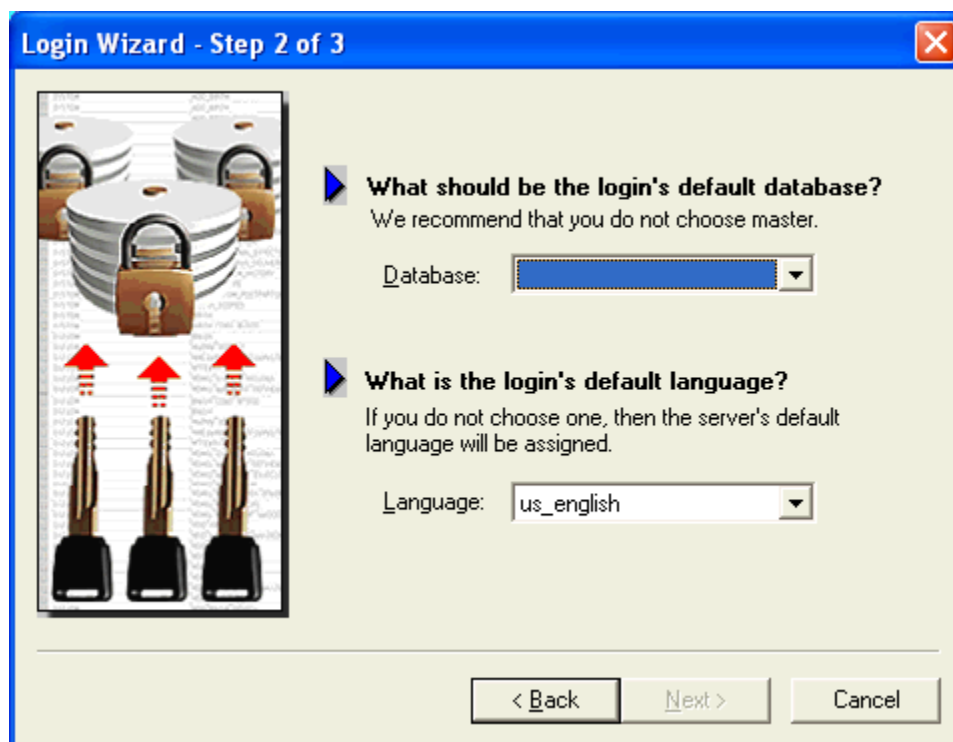 Login Wizard - Step 2 of 3
What should be the login's default database?
We recommend that you do not choose master.
Database:
What is the login's default language?
If you do not choose one, then the server's default
language will be assigned.
Language: us_english
< Back Next > Cancel